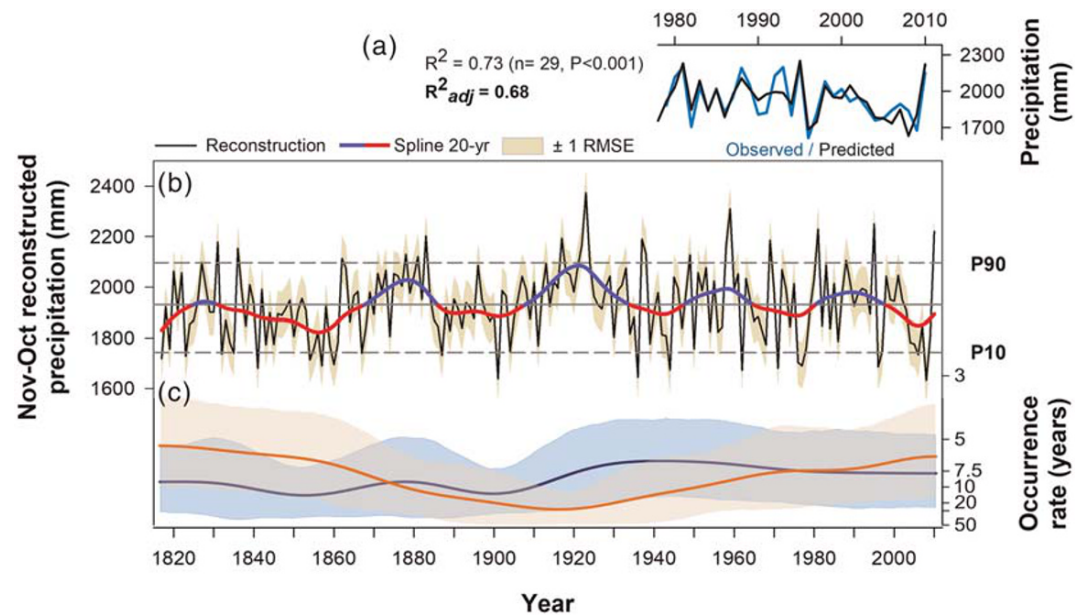 1980 1990 2000 2010
(a)
R² = 0.73 (n= 29, P<0.001)
R²adj = 0.68
2300
2000
1700
Precipitation
(mm)
Observed / Predicted
Reconstruction Spline 20-yr ± 1 RMSE
(b)
Nov-Oct reconstructed
precipitation (mm)
2400
2200
2000
1800
1600
P90
P10
(c)
3
5
7.5
10
20
50
Occurrence
rate (years)
1820 1840 1860 1880 1900 1920 1940 1960 1980 2000
Year